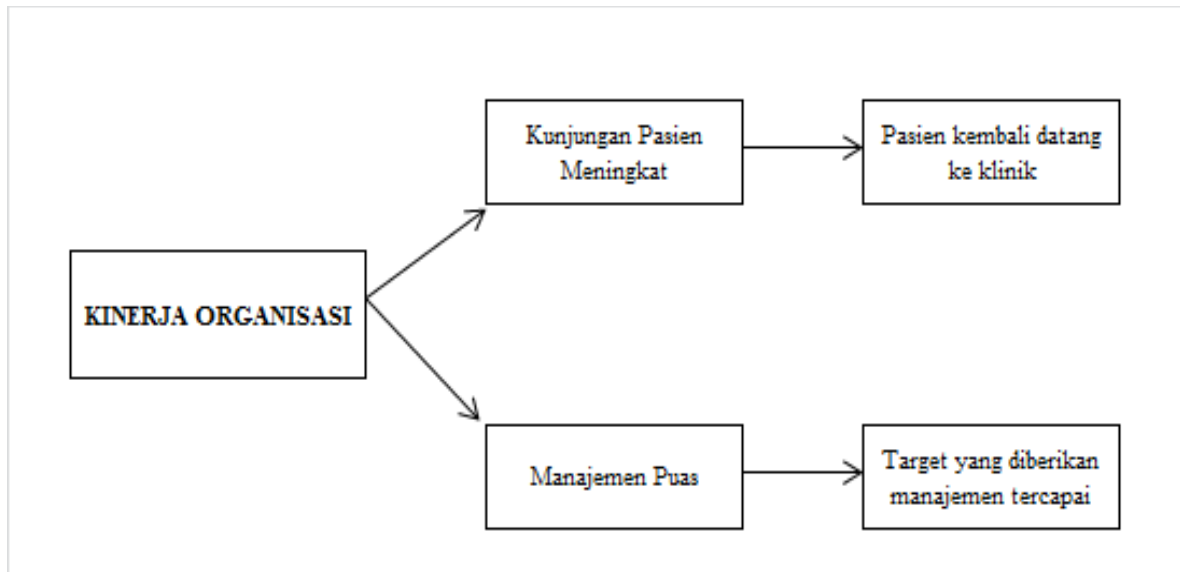 Kunjungan Pasien
Meningkat
Pasien kembali datang
ke klinik
KINERJA ORGANISASI
Manajemen Puas
Target yang diberikan
manajemen tercapai